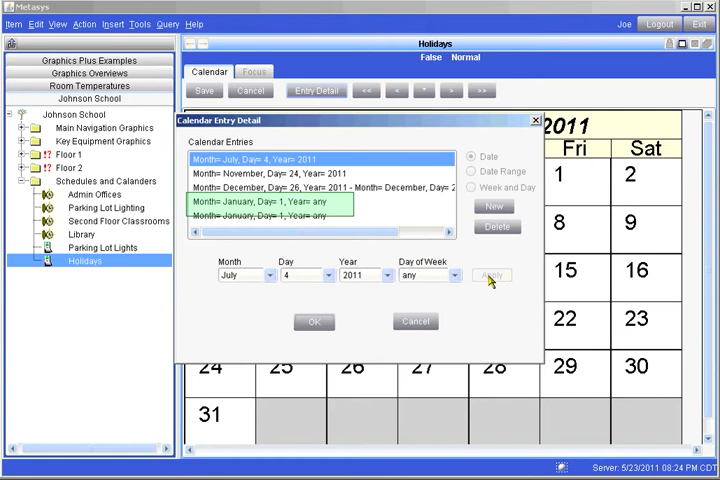 Metasys
Item Edit View Action Insert Tools Query Help
Joe Logout Exit
Graphics Plus Examples
Graphics Overviews
Room Temperatures
Johnson School
Johnson School
Main Navigation Graphics
Key Equipment Graphics
!? Floor 1
!? Floor 2
Schedules and Calanders
Admin Offices
Parking Lot Lighting
Second Floor Classrooms
Library
Parking Lot Lights
Holidays
Holidays
False Normal
Calendar Focus
Save Cancel Entry Detail << < * > >>
2011
Fri Sat
1 2
8 9
15 16
22 23
24 25 26 27 28 29 30
31
Calendar Entry Detail
Calendar Entries
Month= July, Day= 4, Year= 2011
Month= November, Day= 24, Year= 2011
Month= December, Day= 26, Year= 2011 - Month= December, Day= 2
Month= January, Day= 1, Year= any
Month= January, Day= 1, Year= any
Date
Date Range
Week and Day
New
Delete
Month Day Year Day of Week
July 4 2011 any Apply
OK Cancel
Server: 5/23/2011 08:24 PM CDT